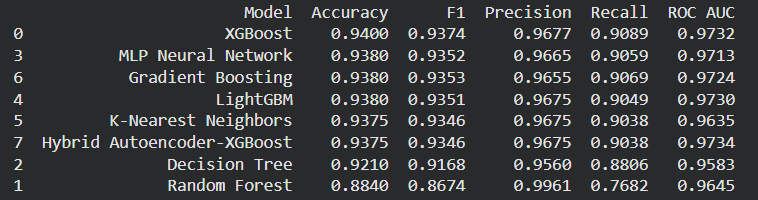 Model Accuracy F1 Precision Recall ROC AUC
0 XGBoost 0.9400 0.9374 0.9677 0.9089 0.9732
3 MLP Neural Network 0.9380 0.9352 0.9665 0.9059 0.9713
6 Gradient Boosting 0.9380 0.9353 0.9655 0.9069 0.9724
4 LightGBM 0.9380 0.9351 0.9675 0.9049 0.9730
5 K-Nearest Neighbors 0.9375 0.9346 0.9675 0.9038 0.9635
7 Hybrid Autoencoder-XGBoost 0.9375 0.9346 0.9675 0.9038 0.9734
2 Decision Tree 0.9210 0.9168 0.9560 0.8806 0.9583
1 Random Forest 0.8840 0.8674 0.9961 0.7682 0.9645